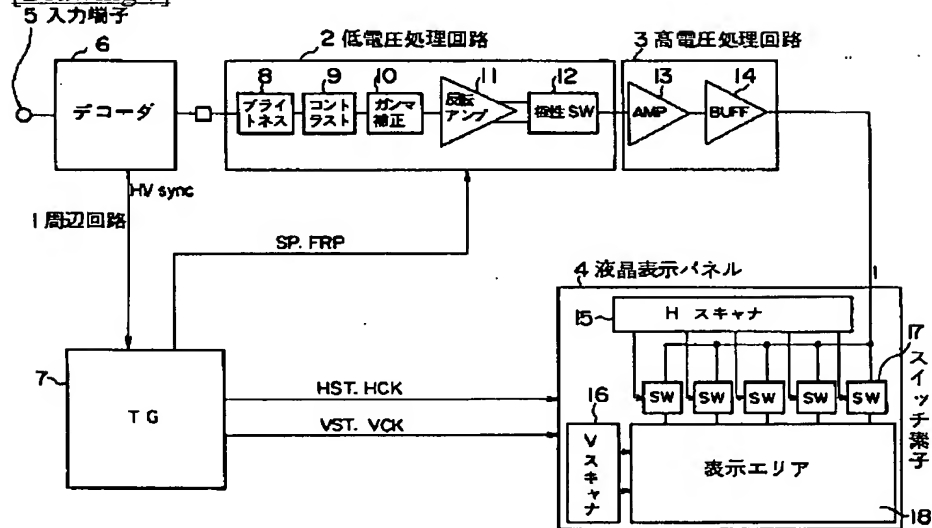 5 入力端子
6
デコーダ
2 低電圧処理回路
8
ブライトネス
9
コントラスト
10
ガンマ補正
11
反転アンプ
12
極性 SW
3 高電圧処理回路
13
AMP
14
BUFF
HV sync
1 周辺回路
SP. FRP
7
TG
HST. HCK
VST. VCK
4 液晶表示パネル
1
15
H スキャナ
17 スイッチ素子
SW
SW
SW
SW
SW
16
V スキャナ
表示エリア
18